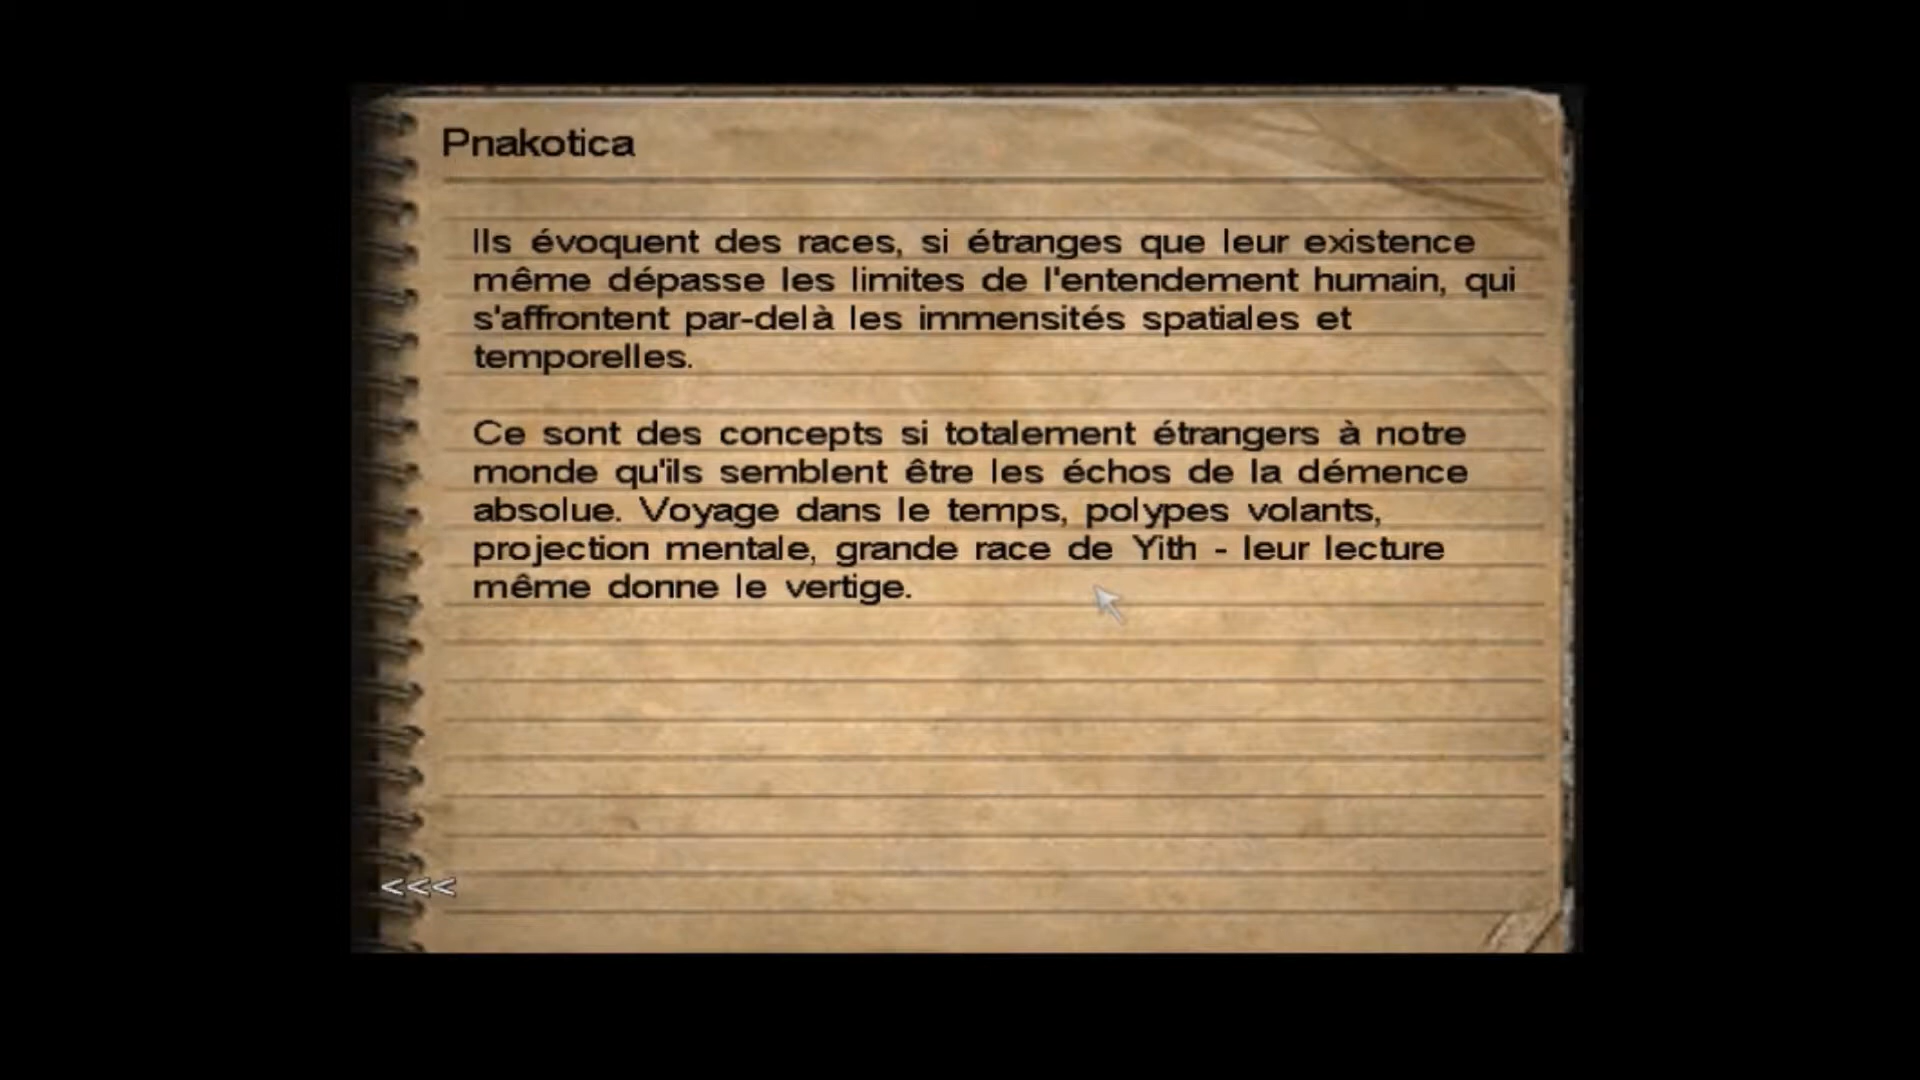 Pnakotica
Ils évoquent des races, si étranges que leur existence
même dépasse les limites de l'entendement humain, qui
s'affrontent par-delà les immensités spatiales et
temporelles.
Ce sont des concepts si totalement étrangers à notre
monde qu'ils semblent être les échos de la démence
absolue. Voyage dans le temps, polypes volants,
projection mentale, grande race de Yith - leur lecture
même donne le vertige.
<<<